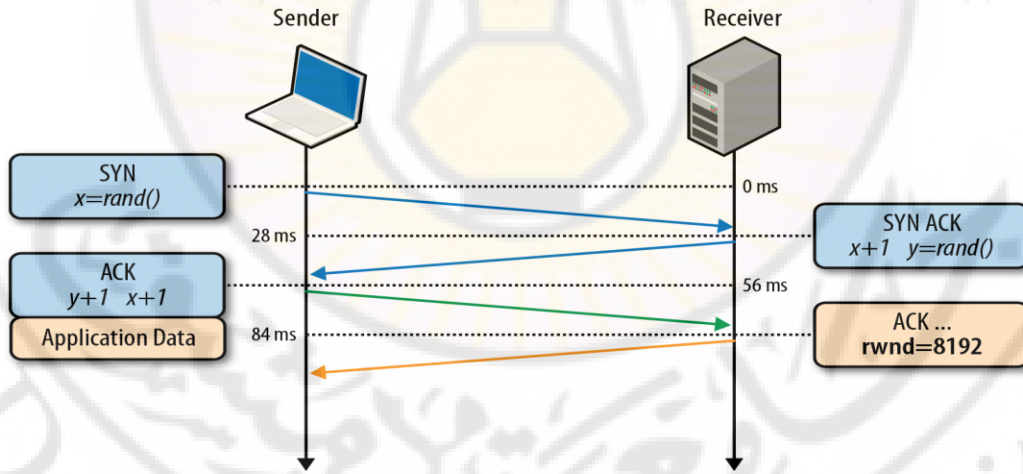 Sender
Receiver
SYN
x=rand()
0 ms
28 ms
SYN ACK
x+1 y=rand()
ACK
y+1 x+1
56 ms
Application Data
84 ms
ACK ...
rwnd=8192